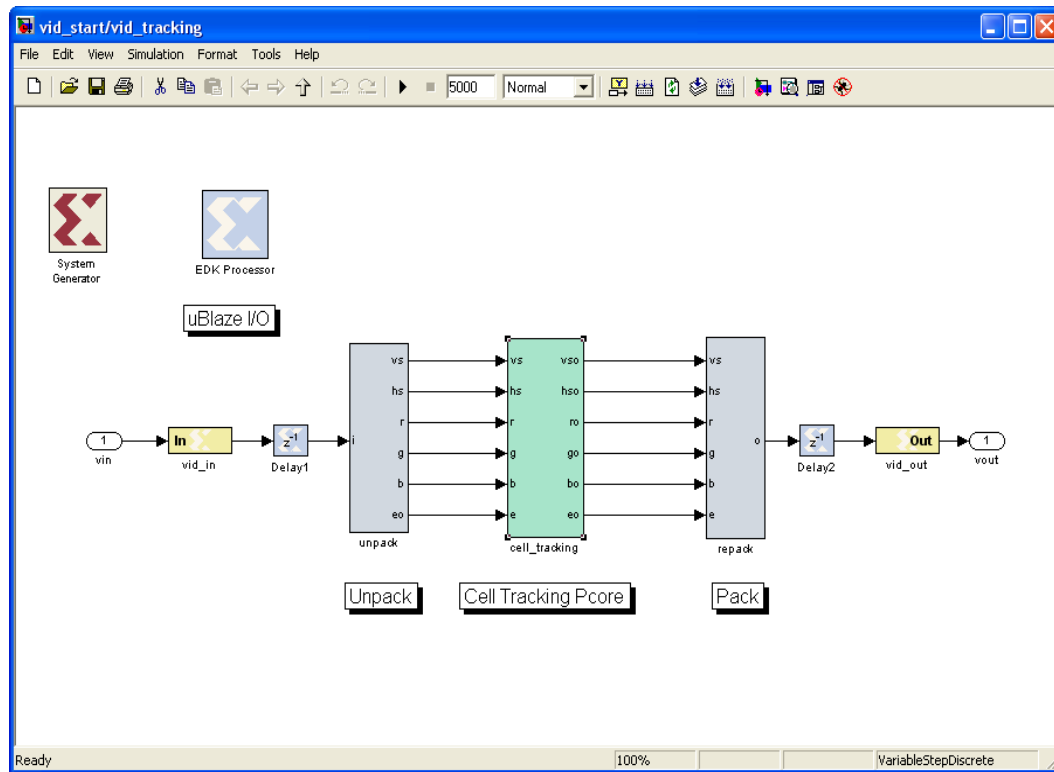 vid_start/vid_tracking
File Edit View Simulation Format Tools Help
5000 Normal
System
Generator
EDK Processor
uBlaze I/O
1
vin
In
vid_in
z-1
Delay1
i
vs
hs
r
g
b
eo
unpack
vs vso
hs hso
r ro
g go
b bo
e eo
cell_tracking
vs
hs
r
g
b
e
o
repack
z-1
Delay2
Out
vid_out
1
vout
Unpack
Cell Tracking Pcore
Pack
Ready 100% VariableStepDiscrete